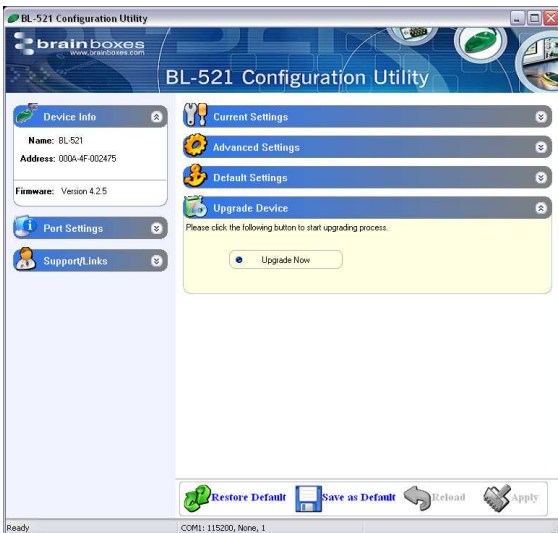 BL-521 Configuration Utility
brainboxes
www.brainboxes.com
BL-521 Configuration Utility
Device Info
Name: BL-521
Address: 000A-4F-002475
Firmware: Version 4.2.5
Port Settings
Support/Links
Current Settings
Advanced Settings
Default Settings
Upgrade Device
Please click the following button to start upgrading process.
Upgrade Now
Restore Default
Save as Default
Reload
Apply
Ready
COM1: 115200, None, 1